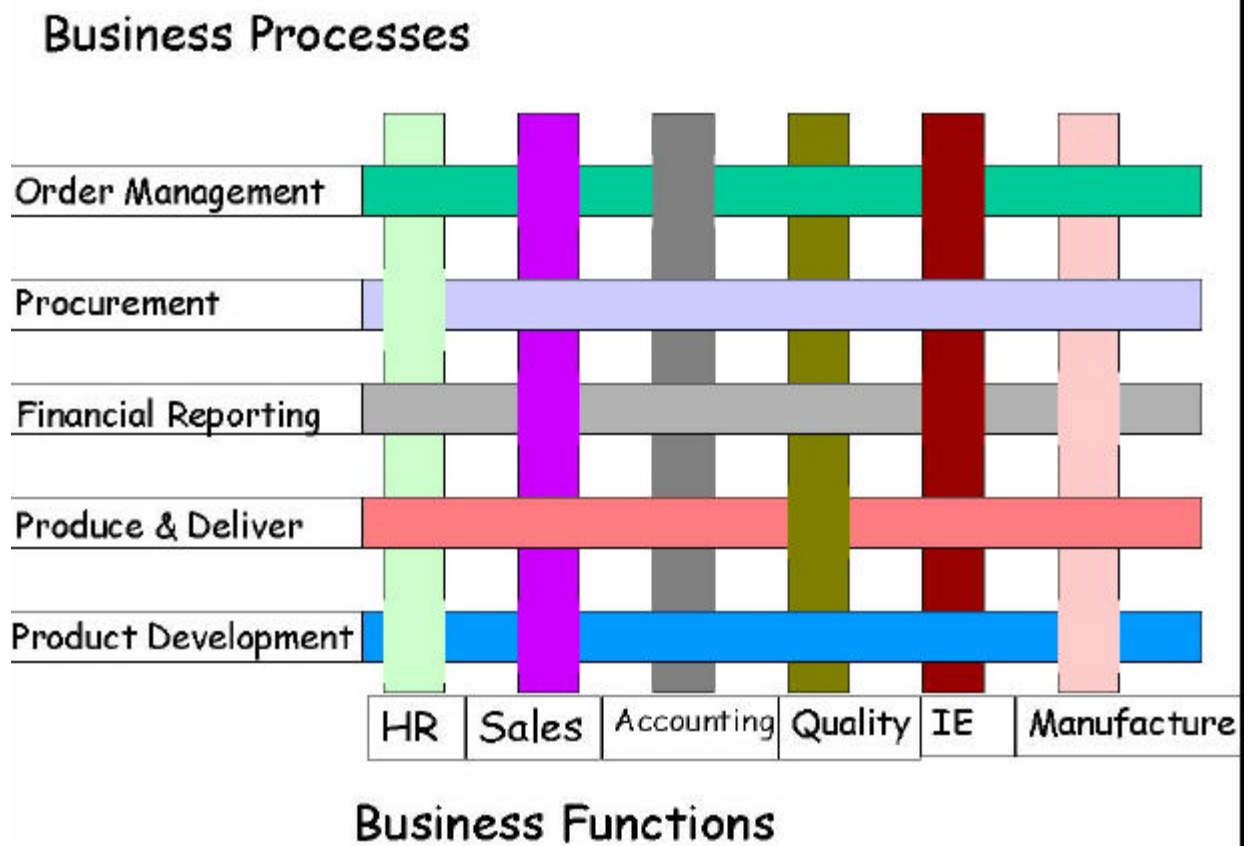 Business Processes
Order Management
Procurement
Financial Reporting
Produce & Deliver
Product Development
HR Sales Accounting Quality IE Manufacture
Business Functions